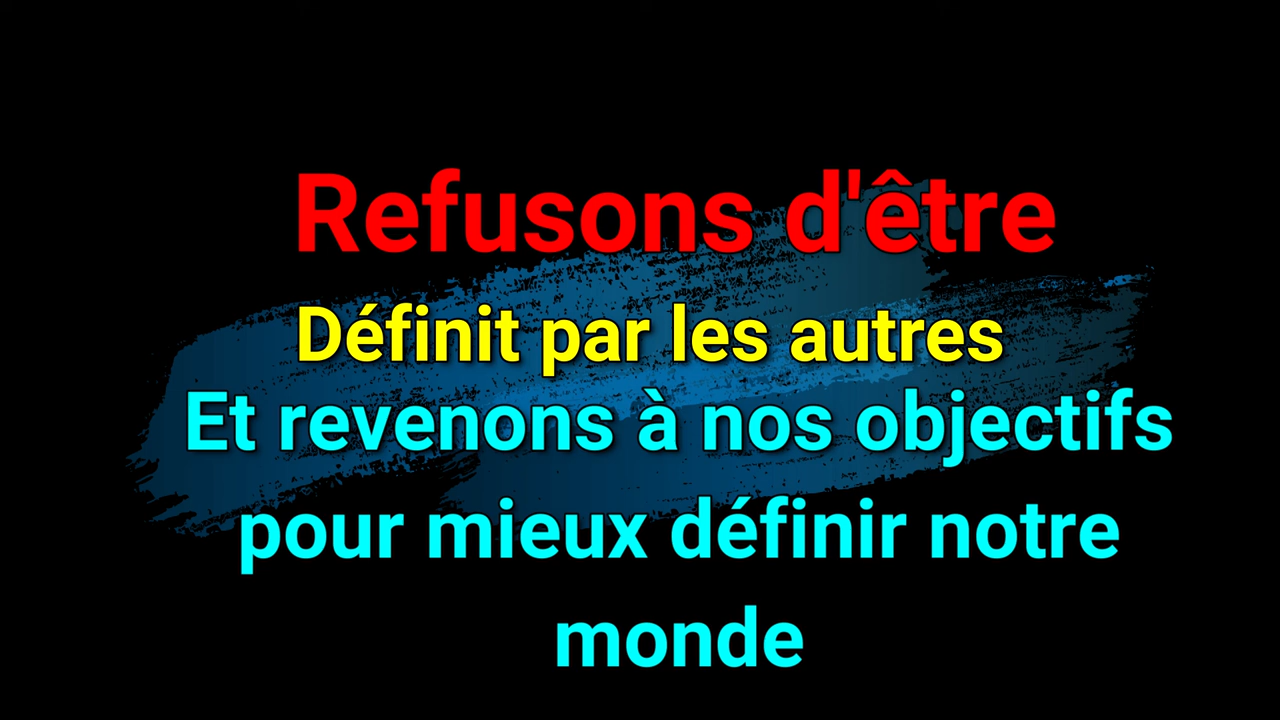 Refusons d'être
Définit par les autres
Et revenons à nos objectifs
pour mieux définir notre
monde